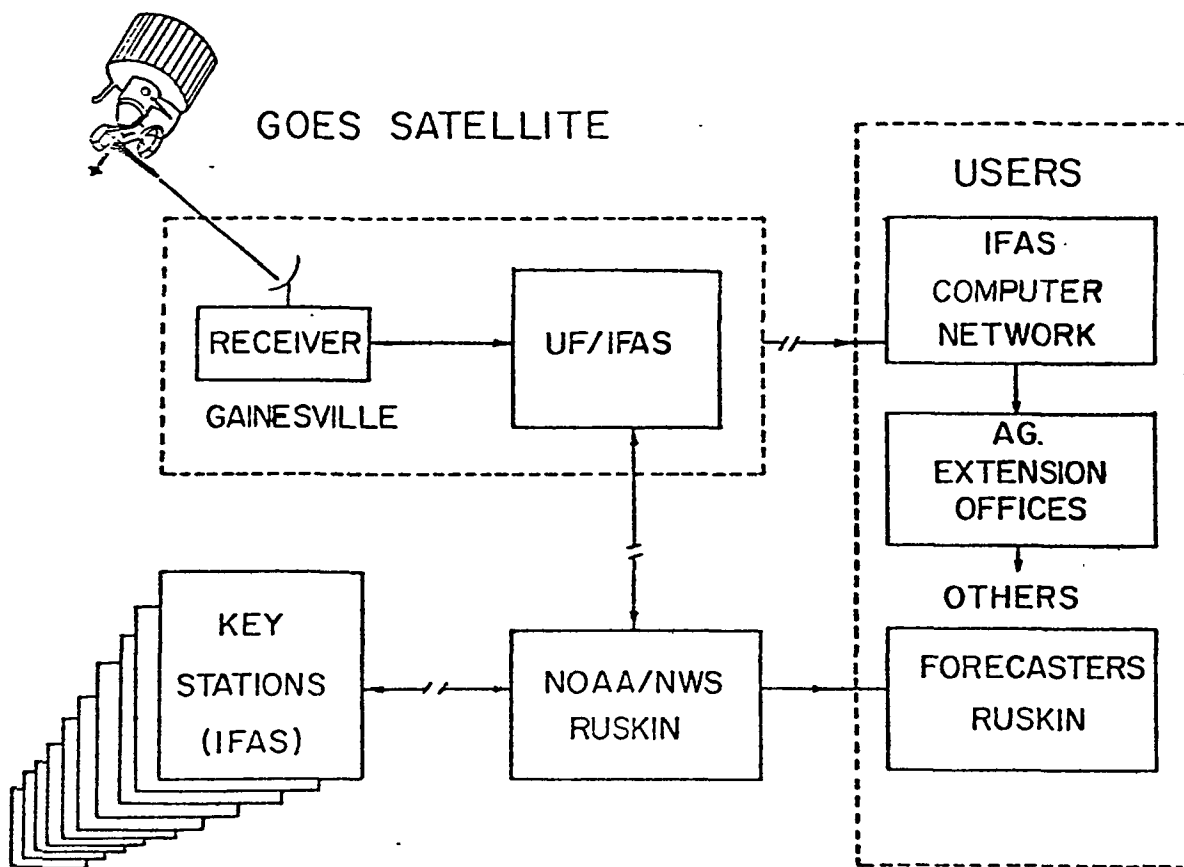 GOES SATELLITE
USERS
IFAS
COMPUTER
NETWORK
RECEIVER
UF/IFAS
GAINESVILLE
AG.
EXTENSION
OFFICES
OTHERS
KEY
STATIONS
(IFAS)
NOAA/NWS
RUSKIN
FORECASTERS
RUSKIN